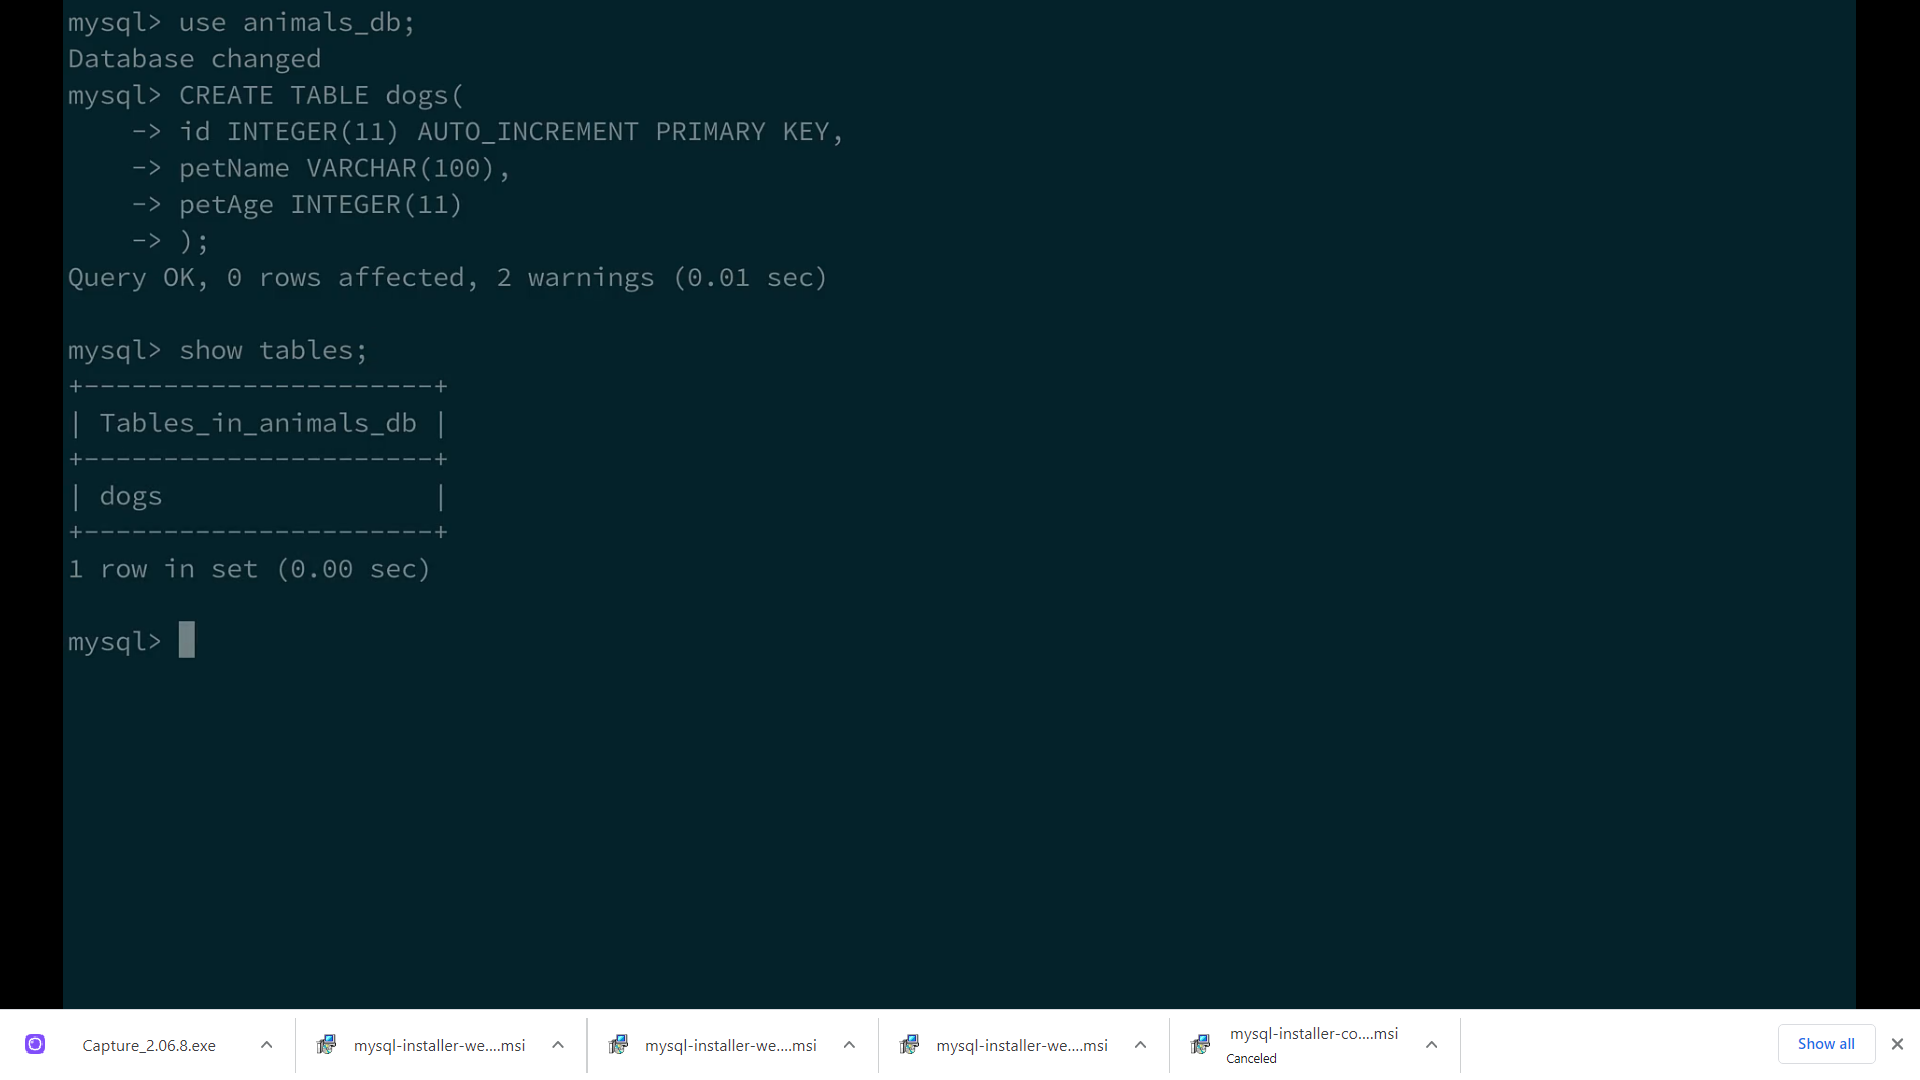 mysql> use animals_db;
Database changed
mysql> CREATE TABLE dogs(
    -> id INTEGER(11) AUTO_INCREMENT PRIMARY KEY,
    -> petName VARCHAR(100),
    -> petAge INTEGER(11)
    -> );
Query OK, 0 rows affected, 2 warnings (0.01 sec)
mysql> show tables;
+----------------------+
| Tables_in_animals_db |
+----------------------+
| dogs                 |
+----------------------+
1 row in set (0.00 sec)
mysql>
Capture_2.06.8.exe
mysql-installer-we....msi
mysql-installer-we....msi
mysql-installer-we....msi
mysql-installer-co....msi
Canceled
Show all